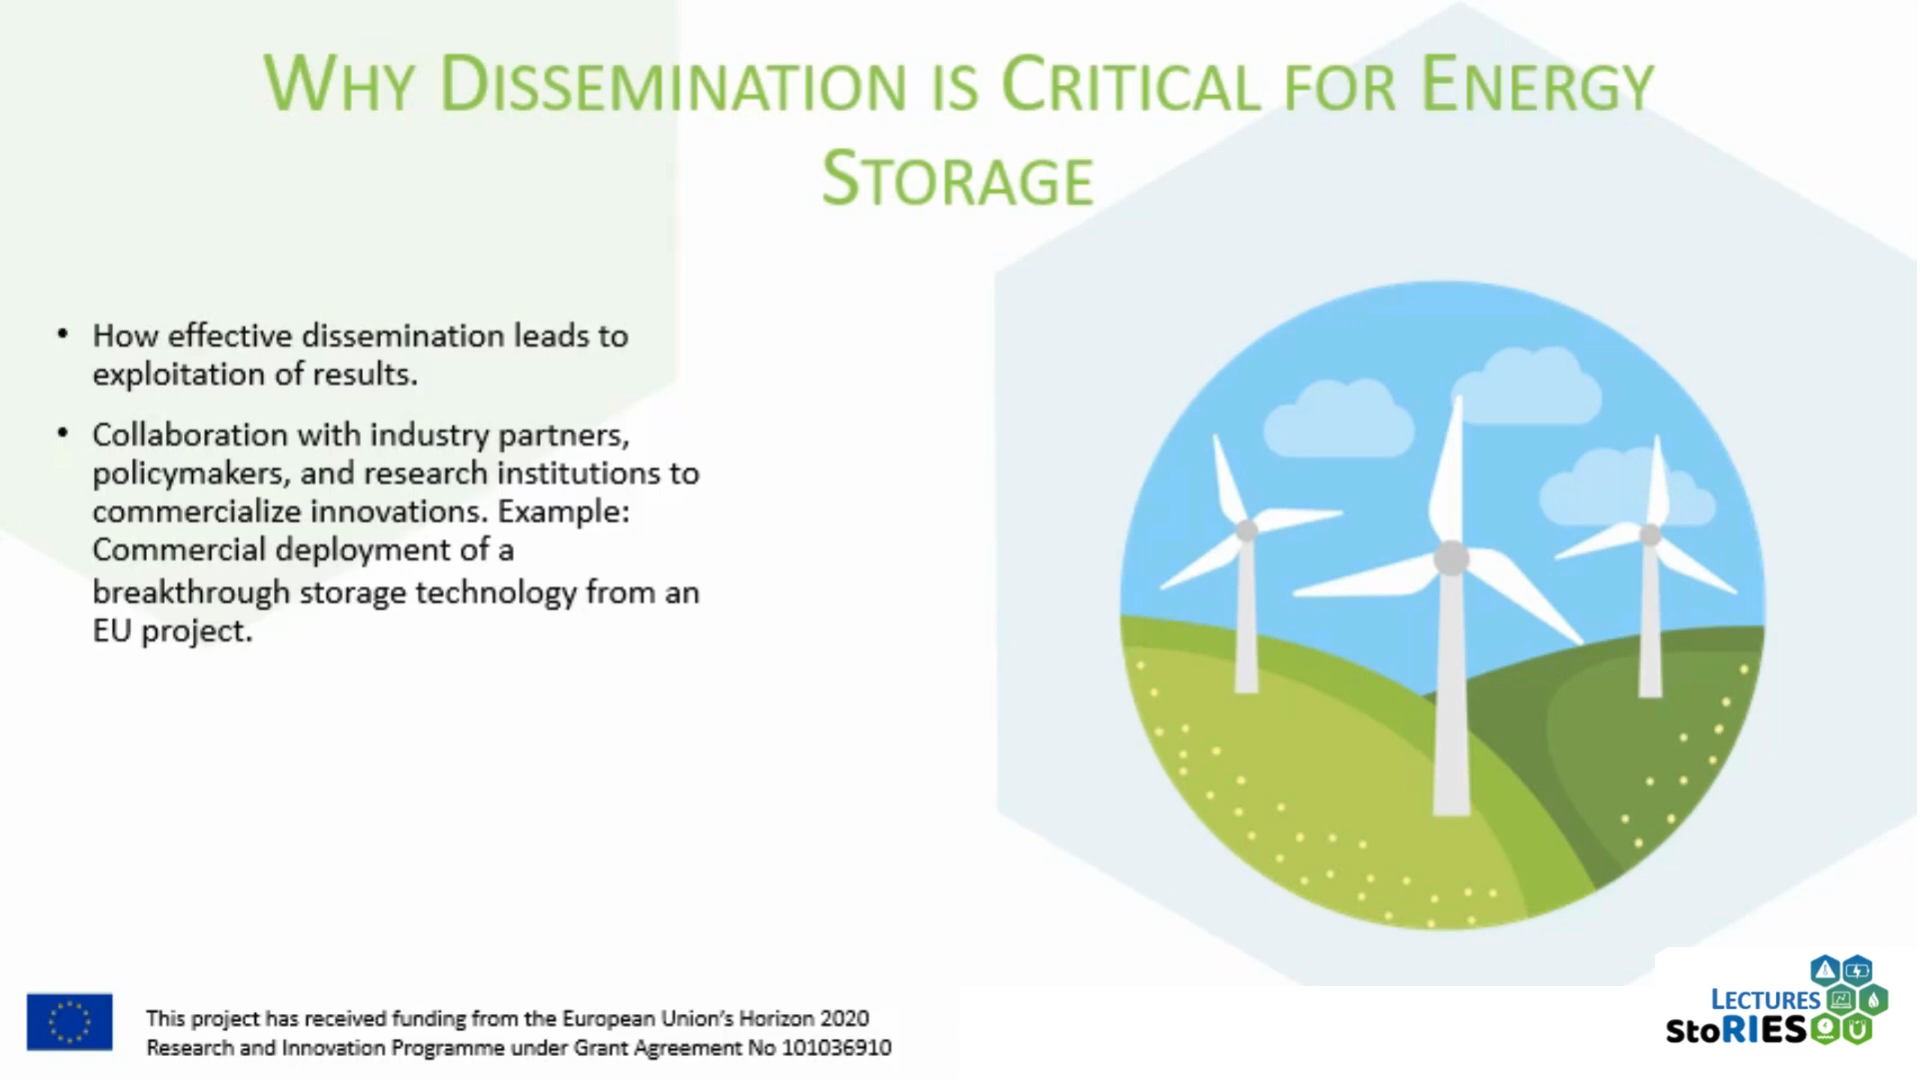 WHY DISSEMINATION IS CRITICAL FOR ENERGY
STORAGE
• How effective dissemination leads to
exploitation of results.
• Collaboration with industry partners,
policymakers, and research institutions to
commercialize innovations. Example:
Commercial deployment of a
breakthrough storage technology from an
EU project.
This project has received funding from the European Union's Horizon 2020
Research and Innovation Programme under Grant Agreement No 101036910
LECTURES
StoRIES